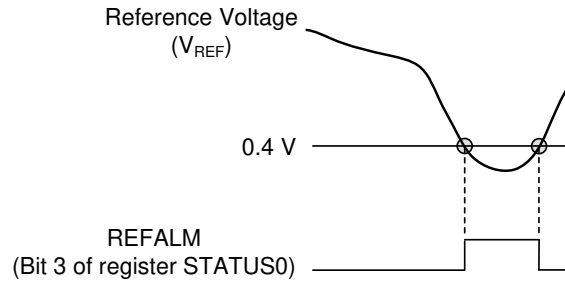 Reference Voltage
(VREF)
0.4 V
REFALM
(Bit 3 of register STATUS0)